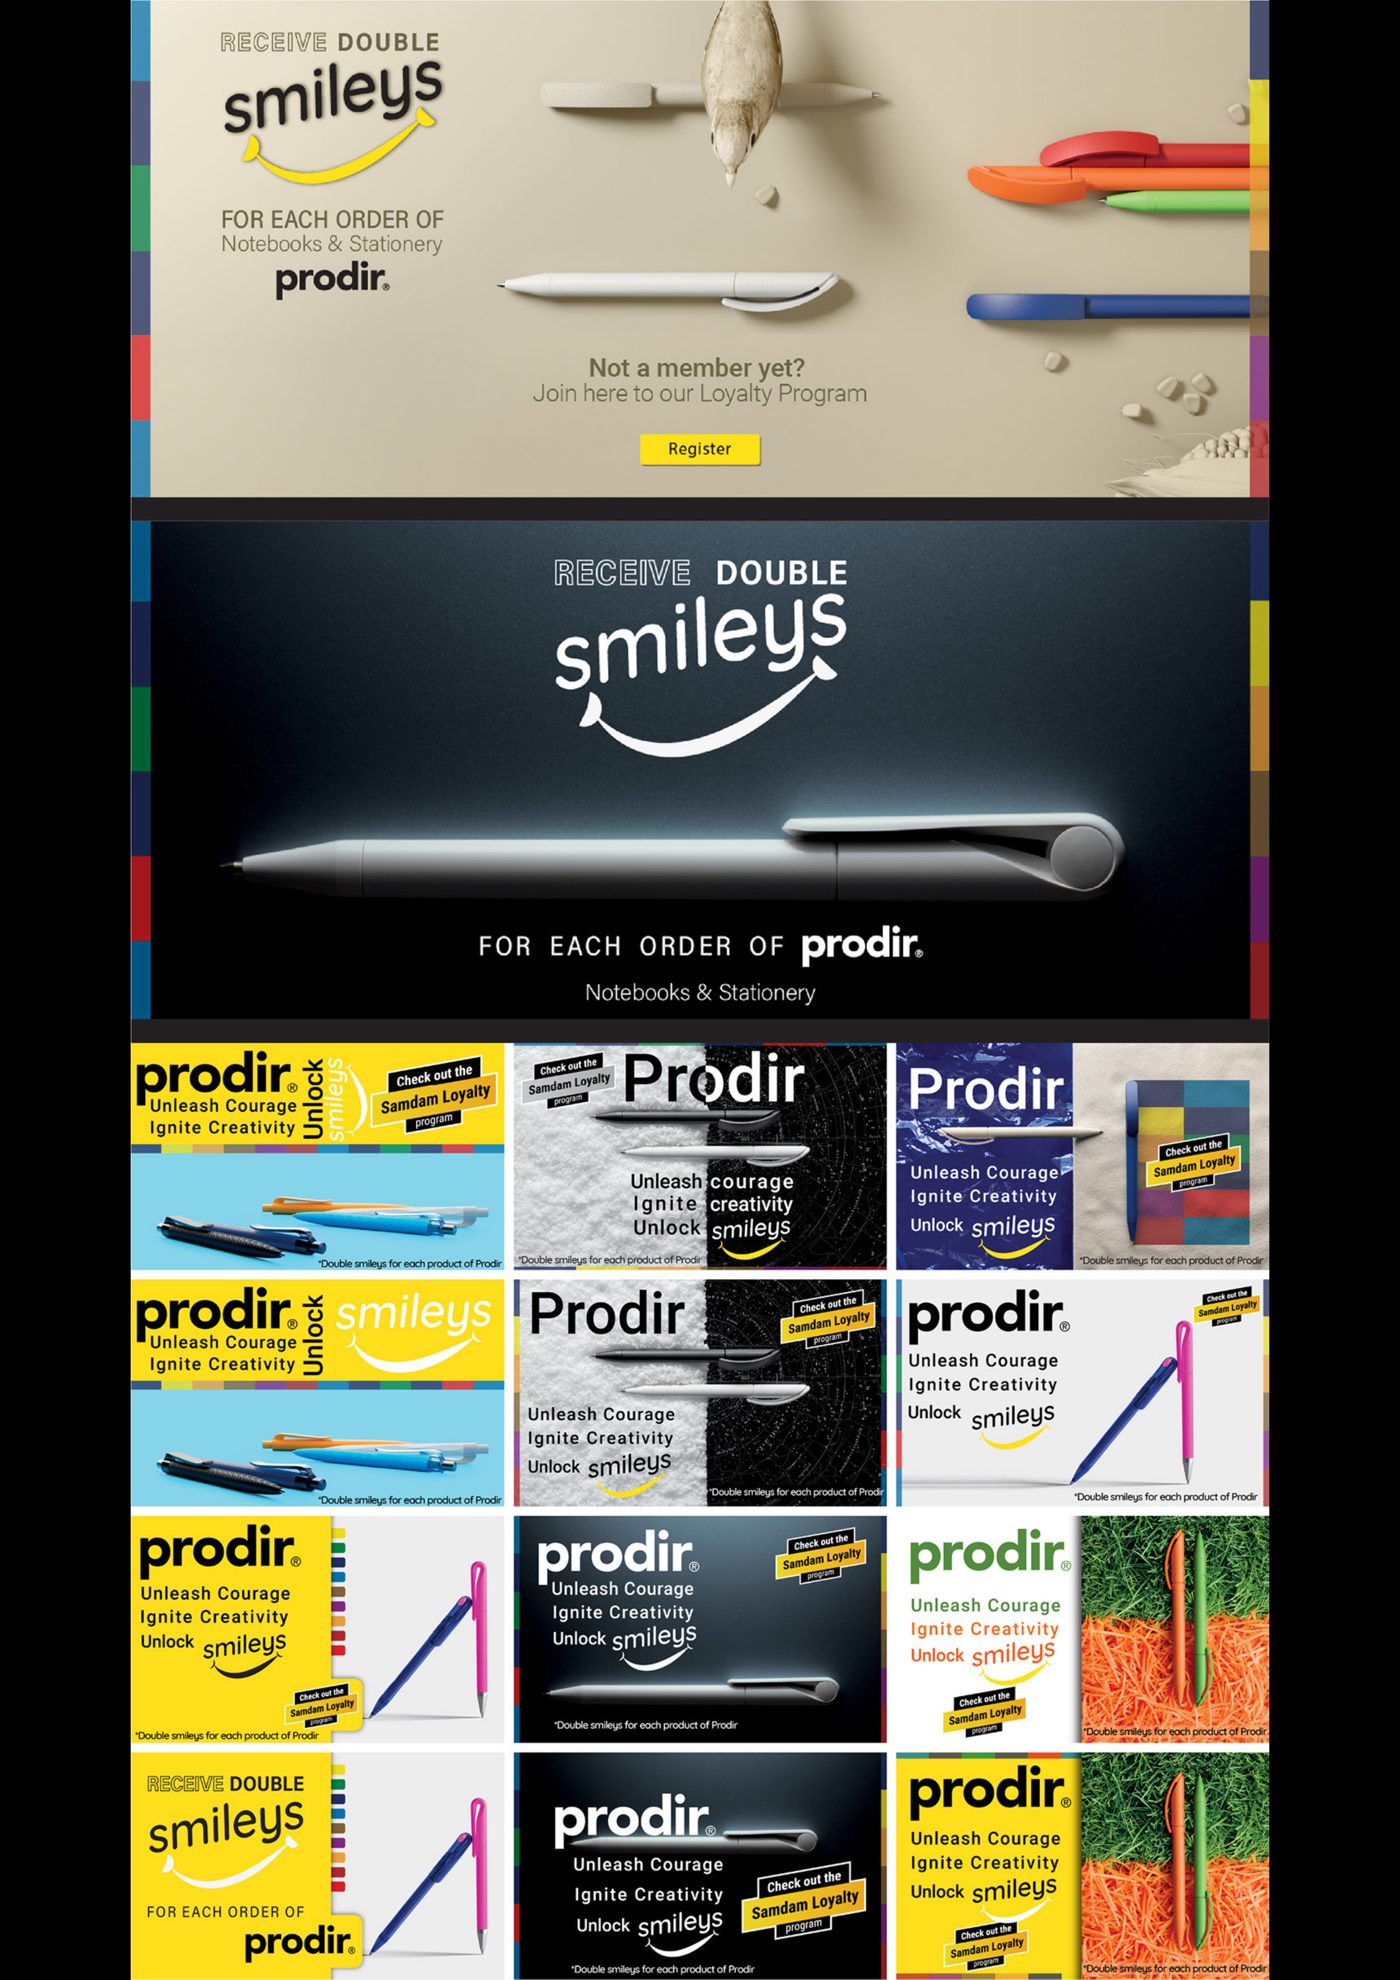 RECEIVE DOUBLE
smileys
FOR EACH ORDER OF
Notebooks & Stationery
prodir®
Not a member yet?
Join here to our Loyalty Program
Register
RECEIVE DOUBLE
smileys
FOR EACH ORDER OF prodir®
Notebooks & Stationery
prodir®
Unleash Courage
Ignite Creativity
Unlock
smileys
Check out the
Samdam Loyalty
program
*Double smileys for each product of Prodir
Check out the
Samdam Loyalty
program
Prodir
Unleash courage
Ignite creativity
Unlock smileys
*Double smileys for each product of Prodir
Prodir
Unleash Courage
Ignite Creativity
Unlock smileys
Check out the
Samdam Loyalty
program
*Double smileys for each product of Prodir
prodir®
Unleash Courage
Ignite Creativity
Unlock
smileys
*Double smileys for each product of Prodir
Prodir
Check out the
Samdam Loyalty
program
Unleash Courage
Ignite Creativity
Unlock smileys
*Double smileys for each product of Prodir
prodir®
Check out the
Samdam Loyalty
program
Unleash Courage
Ignite Creativity
Unlock smileys
*Double smileys for each product of Prodir
prodir®
Unleash Courage
Ignite Creativity
Unlock smileys
Check out the
Samdam Loyalty
program
*Double smileys for each product of Prodir
prodir®
Check out the
Samdam Loyalty
program
Unleash Courage
Ignite Creativity
Unlock smileys
*Double smileys for each product of Prodir
prodir®
Unleash Courage
Ignite Creativity
Unlock smileys
Check out the
Samdam Loyalty
program
*Double smileys for each product of Prodir
RECEIVE DOUBLE
smileys
FOR EACH ORDER OF
prodir®
prodir®
Unleash Courage
Ignite Creativity
Unlock smileys
Check out the
Samdam Loyalty
program
*Double smileys for each product of Prodir
prodir®
Unleash Courage
Ignite Creativity
Unlock smileys
Check out the
Samdam Loyalty
program
*Double smileys for each product of Prodir